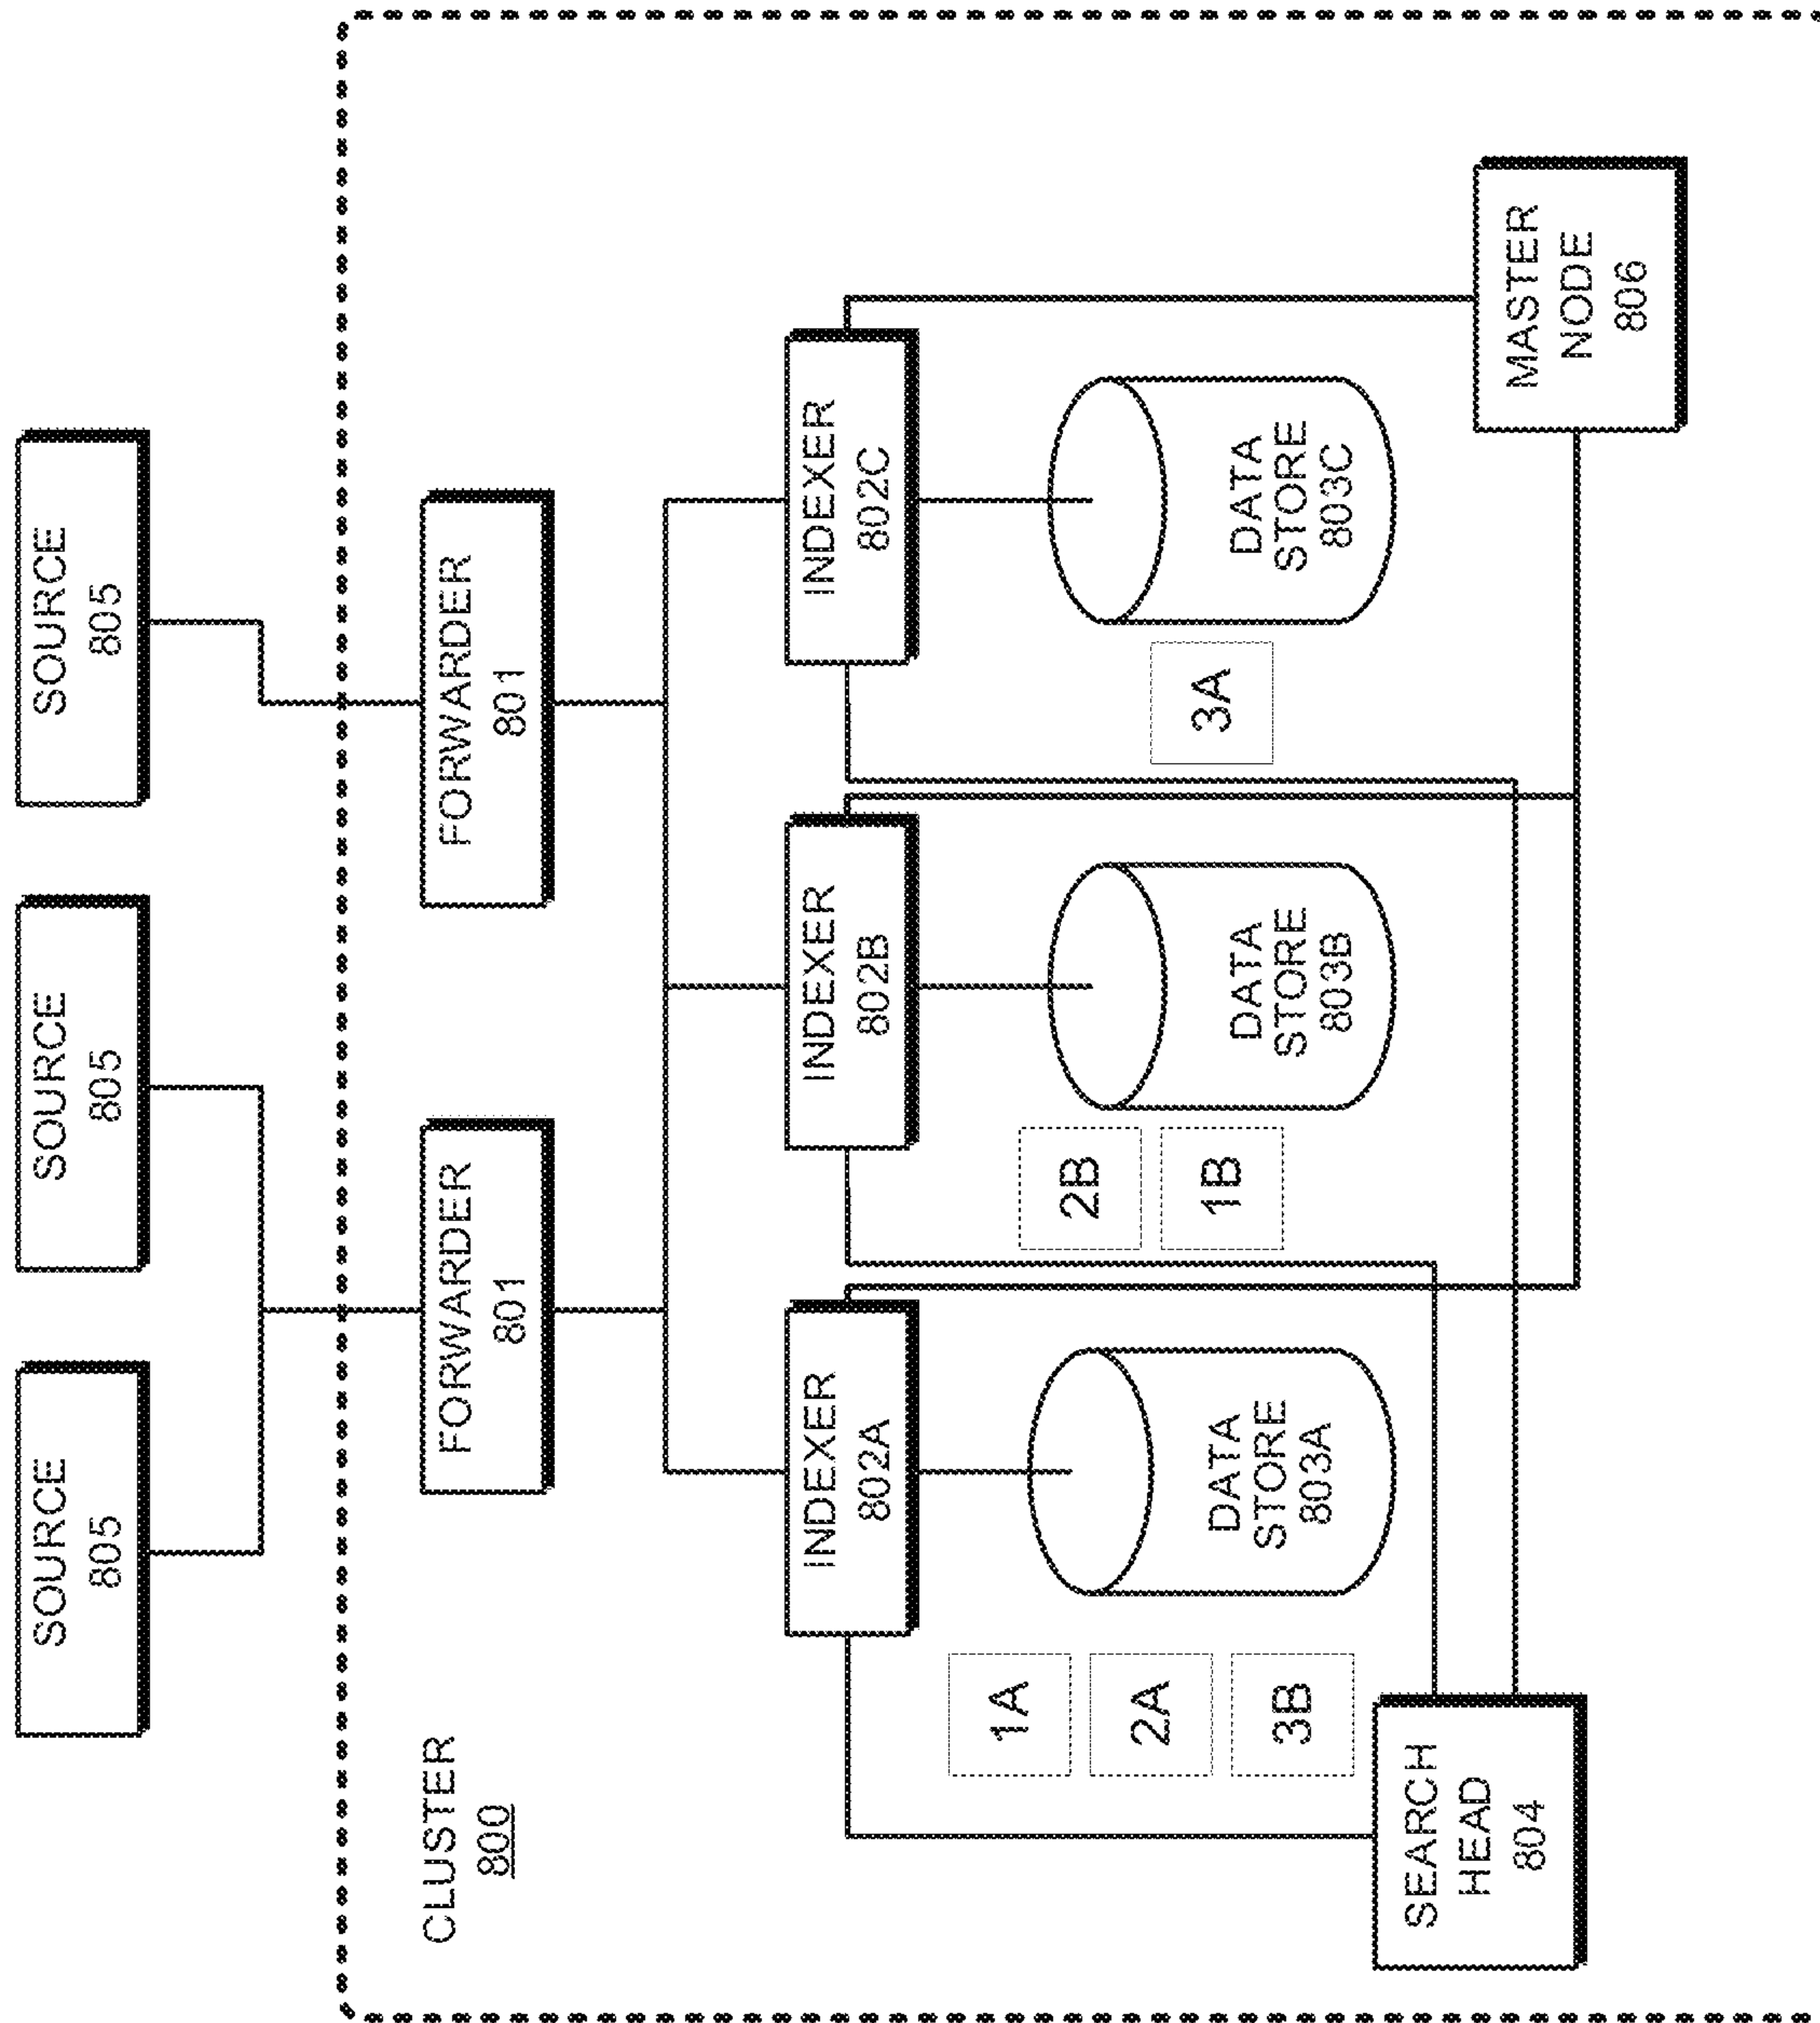 SOURCE
805
SOURCE
805
SOURCE
805
CLUSTER
800
FORWARDER
801
FORWARDER
801
INDEXER
802A
INDEXER
802B
INDEXER
802C
1A
2A
3B
DATA
STORE
803A
2B
1B
DATA
STORE
803B
3A
DATA
STORE
803C
SEARCH
HEAD
804
MASTER
NODE
806